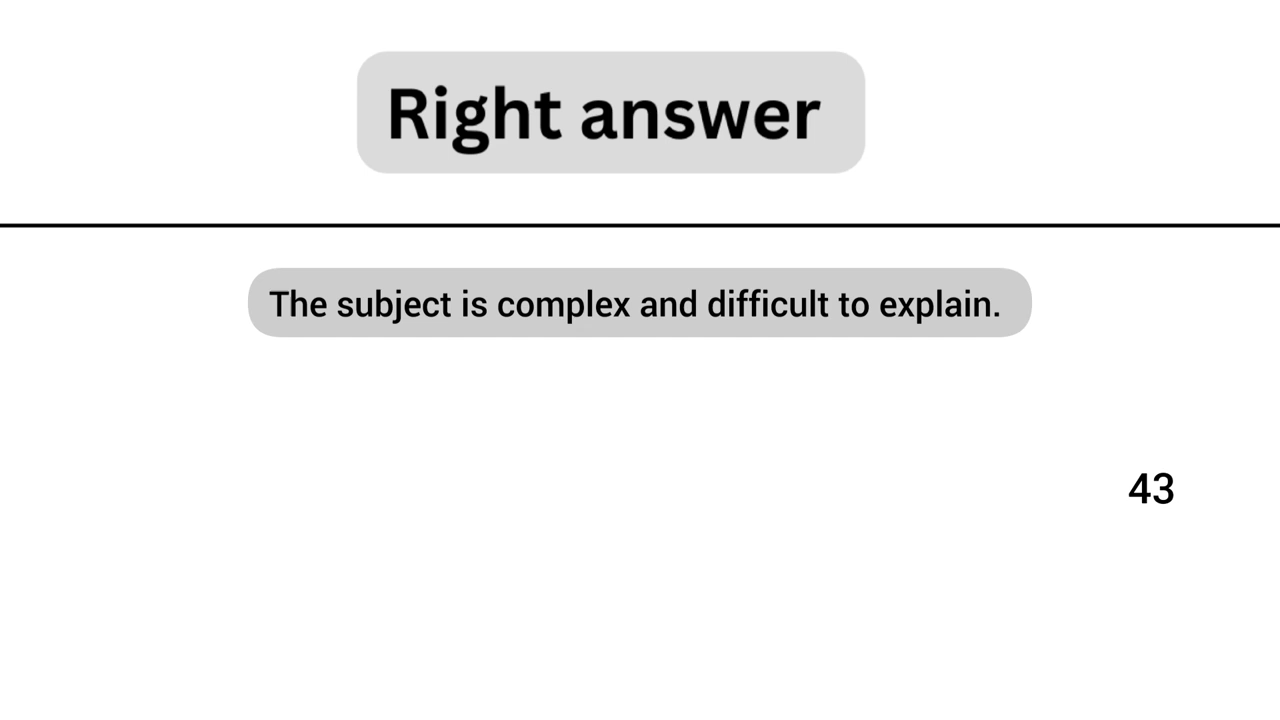 Right answer
The subject is complex and difficult to explain.
43